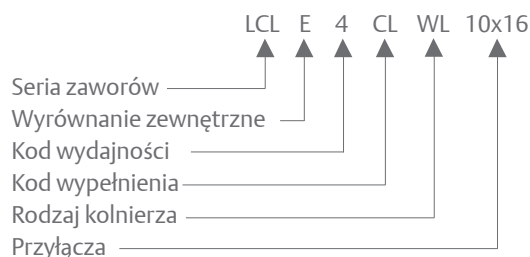 LCL E 4 CL WL 10x16
Seria zaworów
Wyrównanie zewnętrzne
Kod wydajności
Kod wypełnienia
Rodzaj kolnierza
Przyłącza